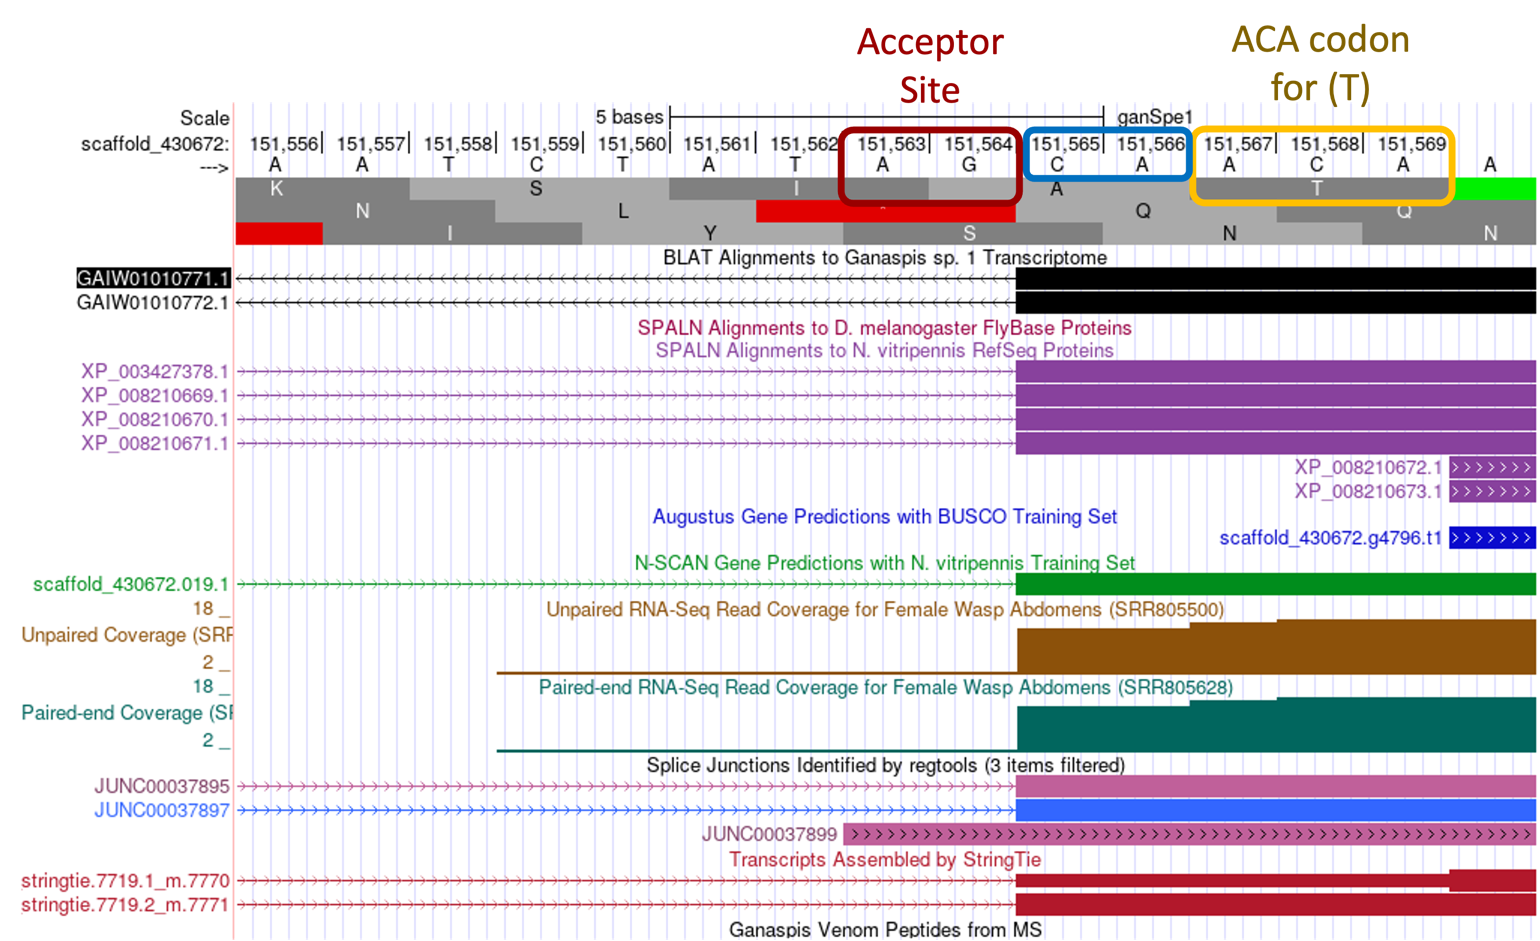 Acceptor
Site
ACA codon
for (T)
Scale 5 bases ganSpe1
scaffold_430672: 151,556 151,557 151,558 151,559 151,560 151,561 151,562 151,563 151,564 151,565 151,566 151,567 151,568 151,569
---> A A T C T A T A G C A A C A A
K S I A T
N L ^ Q Q
I Y S N N
BLAT Alignments to Ganaspis sp. 1 Transcriptome
GAIW01010771.1
GAIW01010772.1
SPALN Alignments to D. melanogaster FlyBase Proteins
SPALN Alignments to N. vitripennis RefSeq Proteins
XP_003427378.1
XP_008210669.1
XP_008210670.1
XP_008210671.1
XP_008210672.1
XP_008210673.1
Augustus Gene Predictions with BUSCO Training Set
scaffold_430672.g4796.t1
N-SCAN Gene Predictions with N. vitripennis Training Set
scaffold_430672.019.1
18 _ Unpaired RNA-Seq Read Coverage for Female Wasp Abdomens (SRR805500)
Unpaired Coverage (SRF
2 _
18 _ Paired-end RNA-Seq Read Coverage for Female Wasp Abdomens (SRR805628)
Paired-end Coverage (SF
2 _
Splice Junctions Identified by regtools (3 items filtered)
JUNC00037895
JUNC00037897
JUNC00037899
Transcripts Assembled by StringTie
stringtie.7719.1_m.7770
stringtie.7719.2_m.7771
Ganaspis Venom Peptides from MS